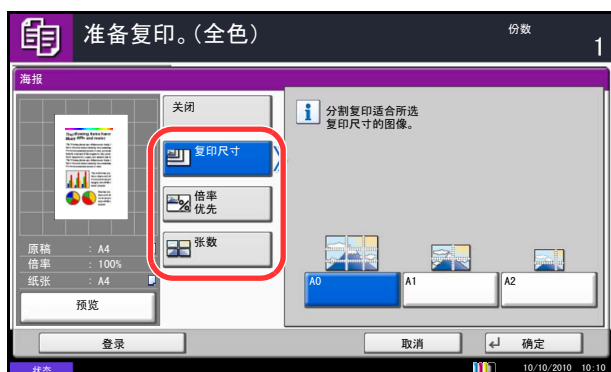 准备复印。(全色)
份数
1
海报
关闭
复印尺寸
倍率
优先
张数
分割复印适合所选
复印尺寸的图像。
原稿 : A4
倍率 : 100%
纸张 : A4
预览
A0
A1
A2
登录
取消
确定
状态
10/10/2010 10:10